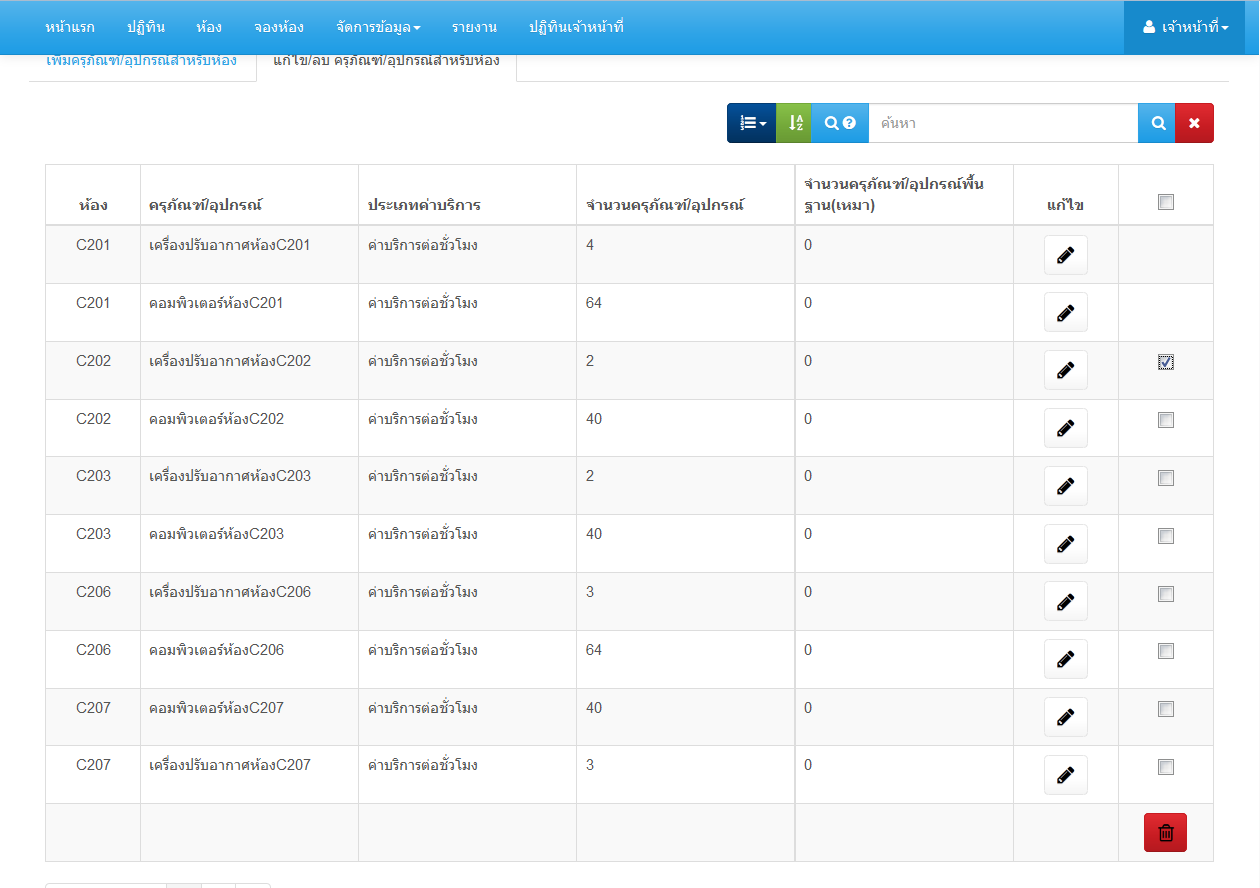 หน้าแรก ปฏิทิน ห้อง จองห้อง จัดการข้อมูล รายงาน ปฏิทินเจ้าหน้าที่ เจ้าหน้าที่
เพิ่มครุภัณฑ์/อุปกรณ์สำหรับห้อง แก้ไข/ลบ ครุภัณฑ์/อุปกรณ์สำหรับห้อง
ค้นหา
ห้อง ครุภัณฑ์/อุปกรณ์ ประเภทค่าบริการ จำนวนครุภัณฑ์/อุปกรณ์ จำนวนครุภัณฑ์/อุปกรณ์พื้น
ฐาน(เหมา) แก้ไข
C201 เครื่องปรับอากาศห้องC201 ค่าบริการต่อชั่วโมง 4 0
C201 คอมพิวเตอร์ห้องC201 ค่าบริการต่อชั่วโมง 64 0
C202 เครื่องปรับอากาศห้องC202 ค่าบริการต่อชั่วโมง 2 0
C202 คอมพิวเตอร์ห้องC202 ค่าบริการต่อชั่วโมง 40 0
C203 เครื่องปรับอากาศห้องC203 ค่าบริการต่อชั่วโมง 2 0
C203 คอมพิวเตอร์ห้องC203 ค่าบริการต่อชั่วโมง 40 0
C206 เครื่องปรับอากาศห้องC206 ค่าบริการต่อชั่วโมง 3 0
C206 คอมพิวเตอร์ห้องC206 ค่าบริการต่อชั่วโมง 64 0
C207 คอมพิวเตอร์ห้องC207 ค่าบริการต่อชั่วโมง 40 0
C207 เครื่องปรับอากาศห้องC207 ค่าบริการต่อชั่วโมง 3 0